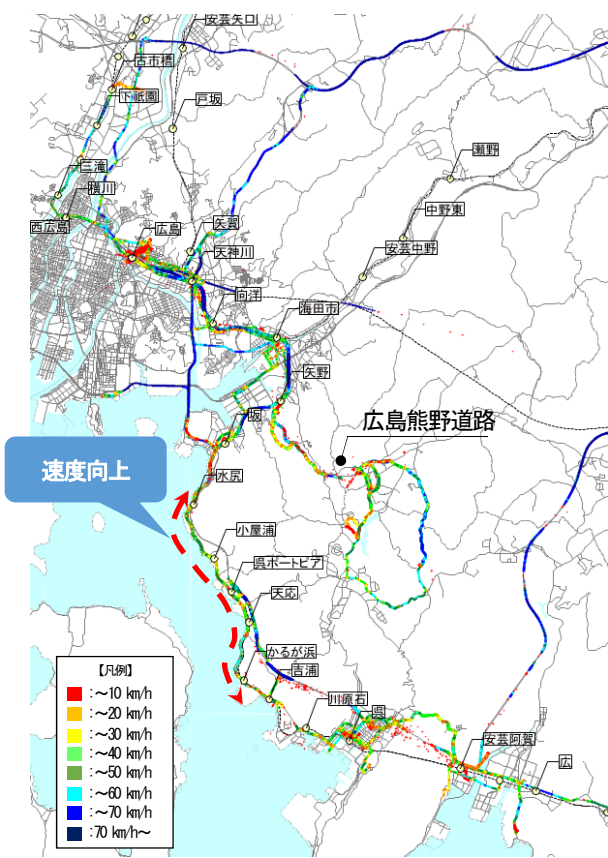 安芸矢口
古市橋
下祇園
戸坂
三滝
瀬野
横川
中野東
西広島
広島
矢賀
天神川
安芸中野
向洋
海田市
矢野
広島熊野道路
坂
速度向上
水尻
小屋浦
呉ポートピア
天応
かるが浜
吉浦
川原石
呉
安芸阿賀
広
【凡例】
:～10 km/h
:～20 km/h
:～30 km/h
:～40 km/h
:～50 km/h
:～60 km/h
:～70 km/h
:70 km/h～